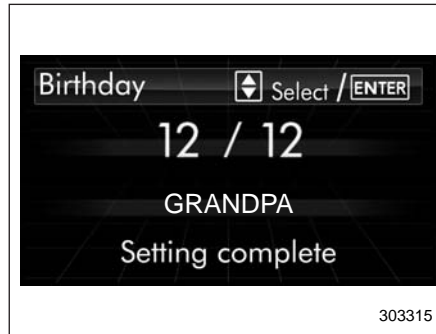 Birthday Select / ENTER
12 / 12
GRANDPA
Setting complete
303315